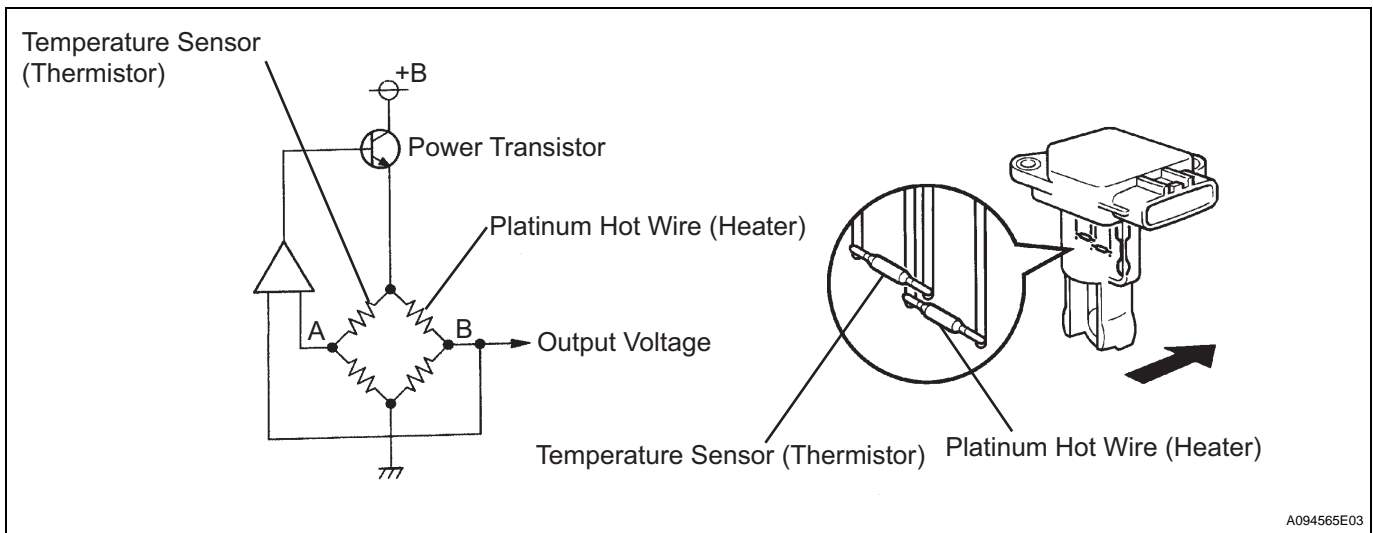 Temperature Sensor
(Thermistor)
+B
Power Transistor
Platinum Hot Wire (Heater)
A
B
Output Voltage
Temperature Sensor (Thermistor)
Platinum Hot Wire (Heater)
A094565E03